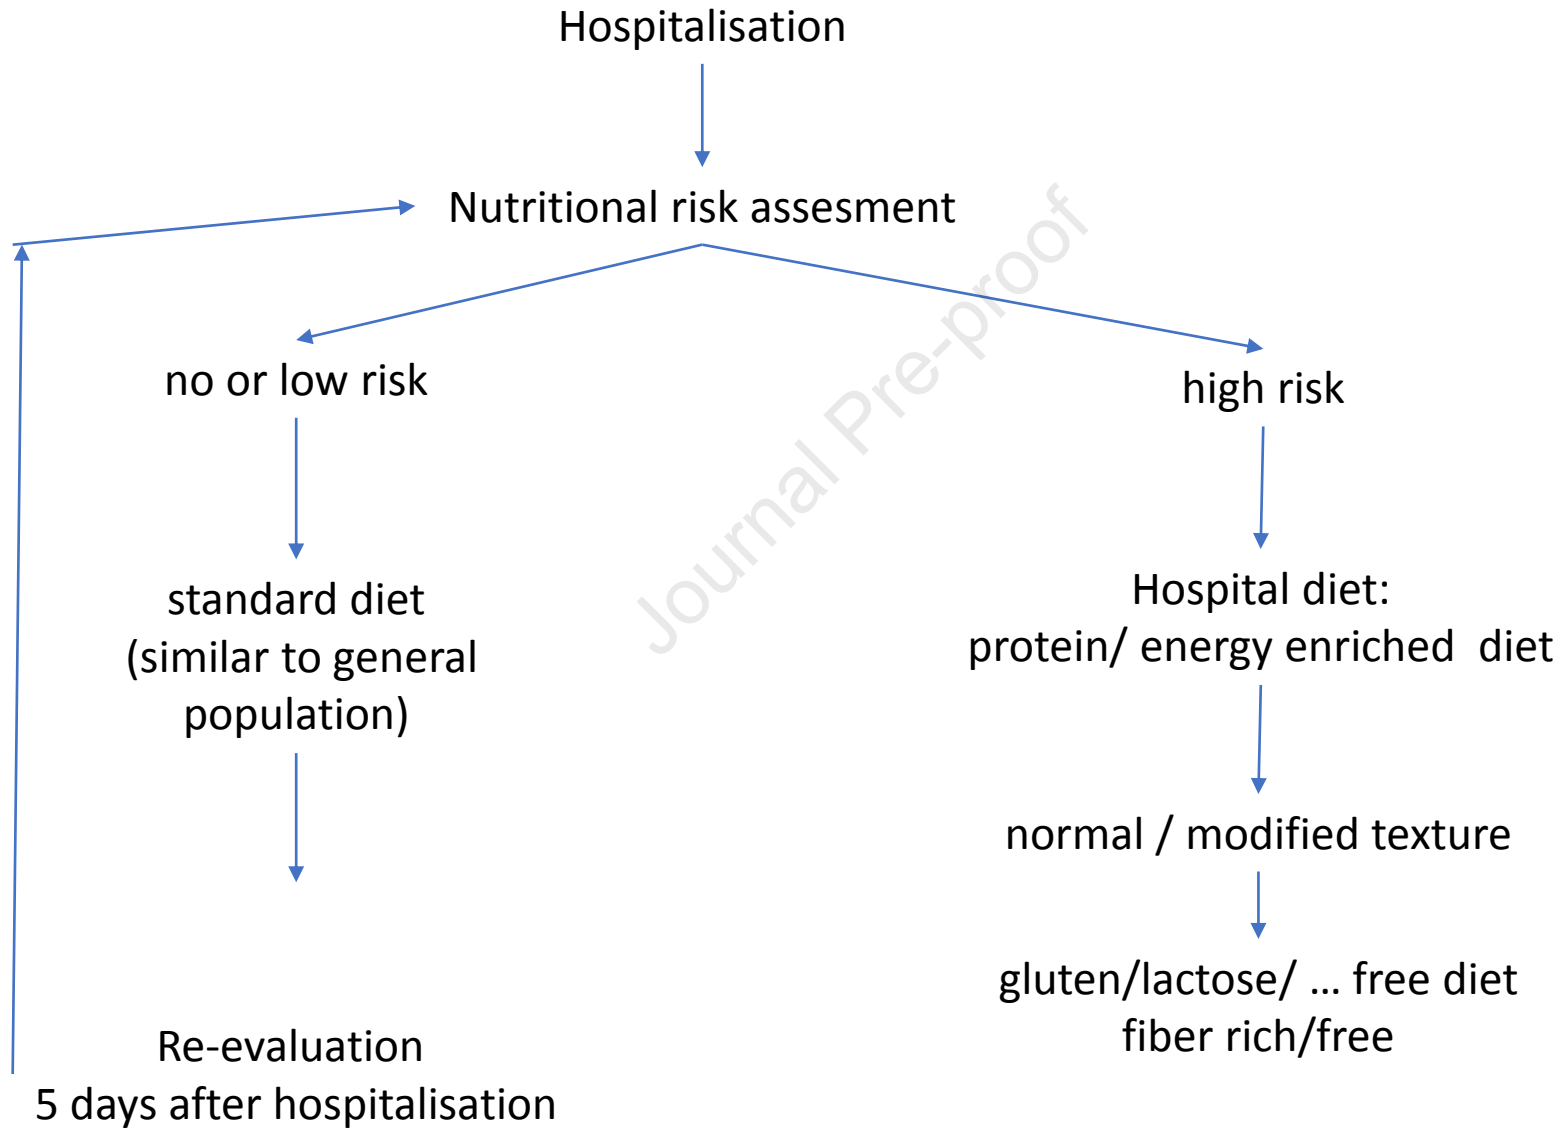 Hospitalisation
Nutritional risk assesment
no or low risk
high risk
standard diet
(similar to general
population)
Hospital diet:
protein/ energy enriched  diet
normal / modified texture
gluten/lactose/ ... free diet
fiber rich/free
Re-evaluation
5 days after hospitalisation
Journal Pre-proof